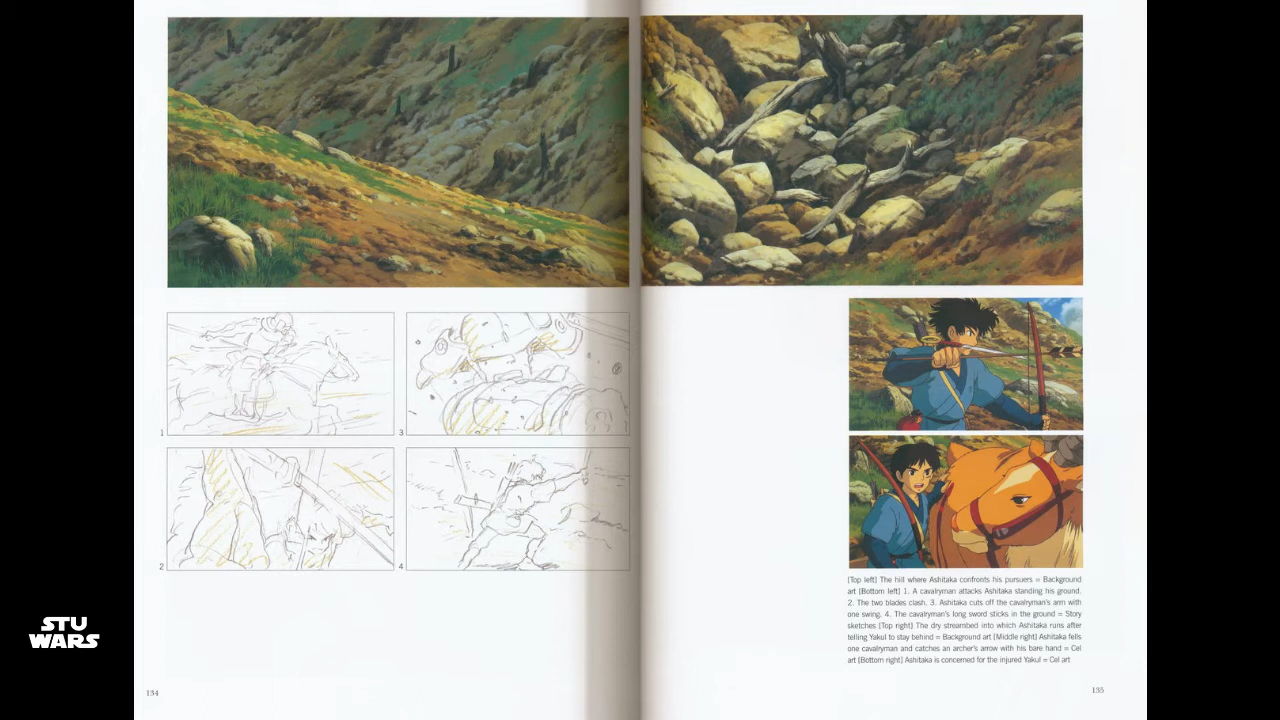 1
3
2
4
[Top left] The hill where Ashitaka confronts his pursuers = Background
art [Bottom left] 1. A cavalryman attacks Ashitaka standing his ground.
2. The two blades clash. 3. Ashitaka cuts off the cavalryman's arm with
one swing. 4. The cavalryman's long sword sticks in the ground = Story
sketches [Top right] The dry streambed into which Ashitaka runs after
telling Yakul to stay behind = Background art [Middle right] Ashitaka fells
one cavalryman and catches an archer's arrow with his bare hand = Cel
art [Bottom right] Ashitaka is concerned for the injured Yakul = Cel art
STU
WARS
134
135